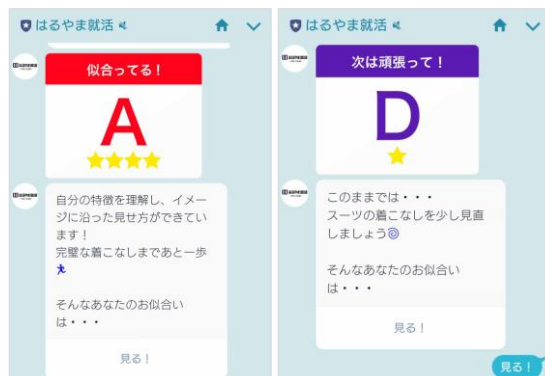 はるやま就活
似合ってる！
A
自分の特徴を理解し、イメー
ジに沿った見せ方ができてい
ます！
完璧な着こなしまであと一歩
そんなあなたのお似合い
は・・・
見る！
はるやま就活
次は頑張って！
D
このままでは・・・
スーツの着こなしを少し見直
しましょう
そんなあなたのお似合い
は・・・
見る！
見る！